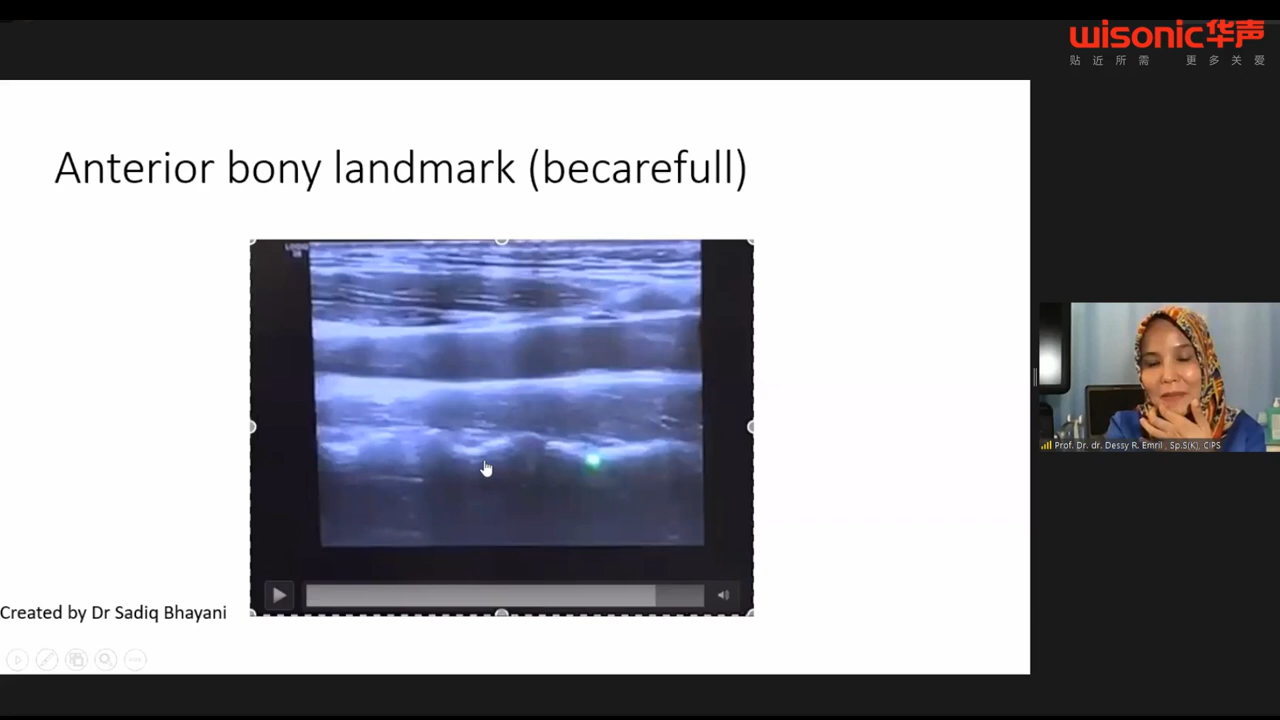 wisonic华声
贴近所需 更多关爱
Anterior bony landmark (becarefull)
LOGIQ
Prof. Dr. dr. Dessy R. Emril , Sp.S(K), CIPS
Created by Dr Sadiq Bhayani